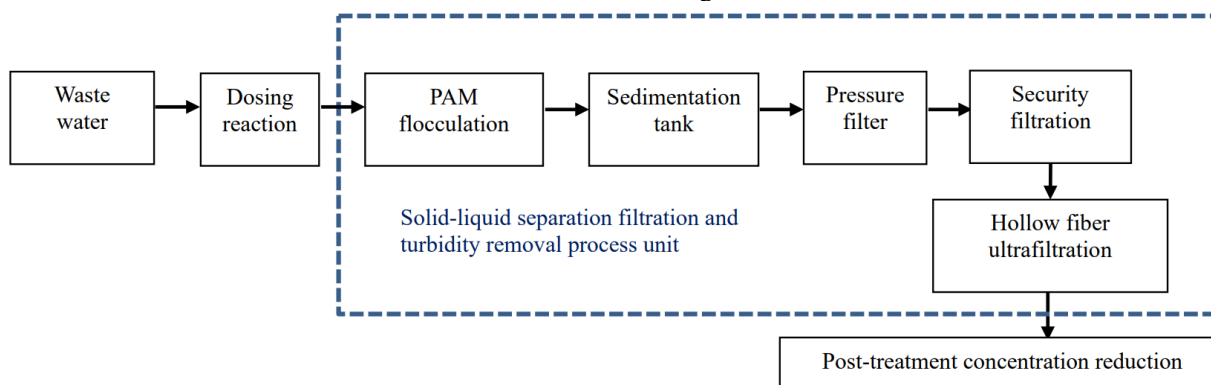 Waste
water
Dosing
reaction
PAM
flocculation
Sedimentation
tank
Pressure
filter
Security
filtration
Solid-liquid separation filtration and
turbidity removal process unit
Hollow fiber
ultrafiltration
Post-treatment concentration reduction